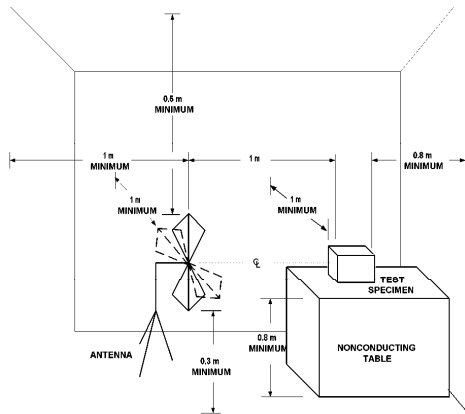 0.5 m
MINIMUM
1 m
MINIMUM
1 m
0.8 m
MINIMUM
1 m
MINIMUM
1 m
MINIMUM
℄
TEST
SPECIMEN
0.8 m
MINIMUM
NONCONDUCTING
TABLE
ANTENNA
0.3 m
MINIMUM